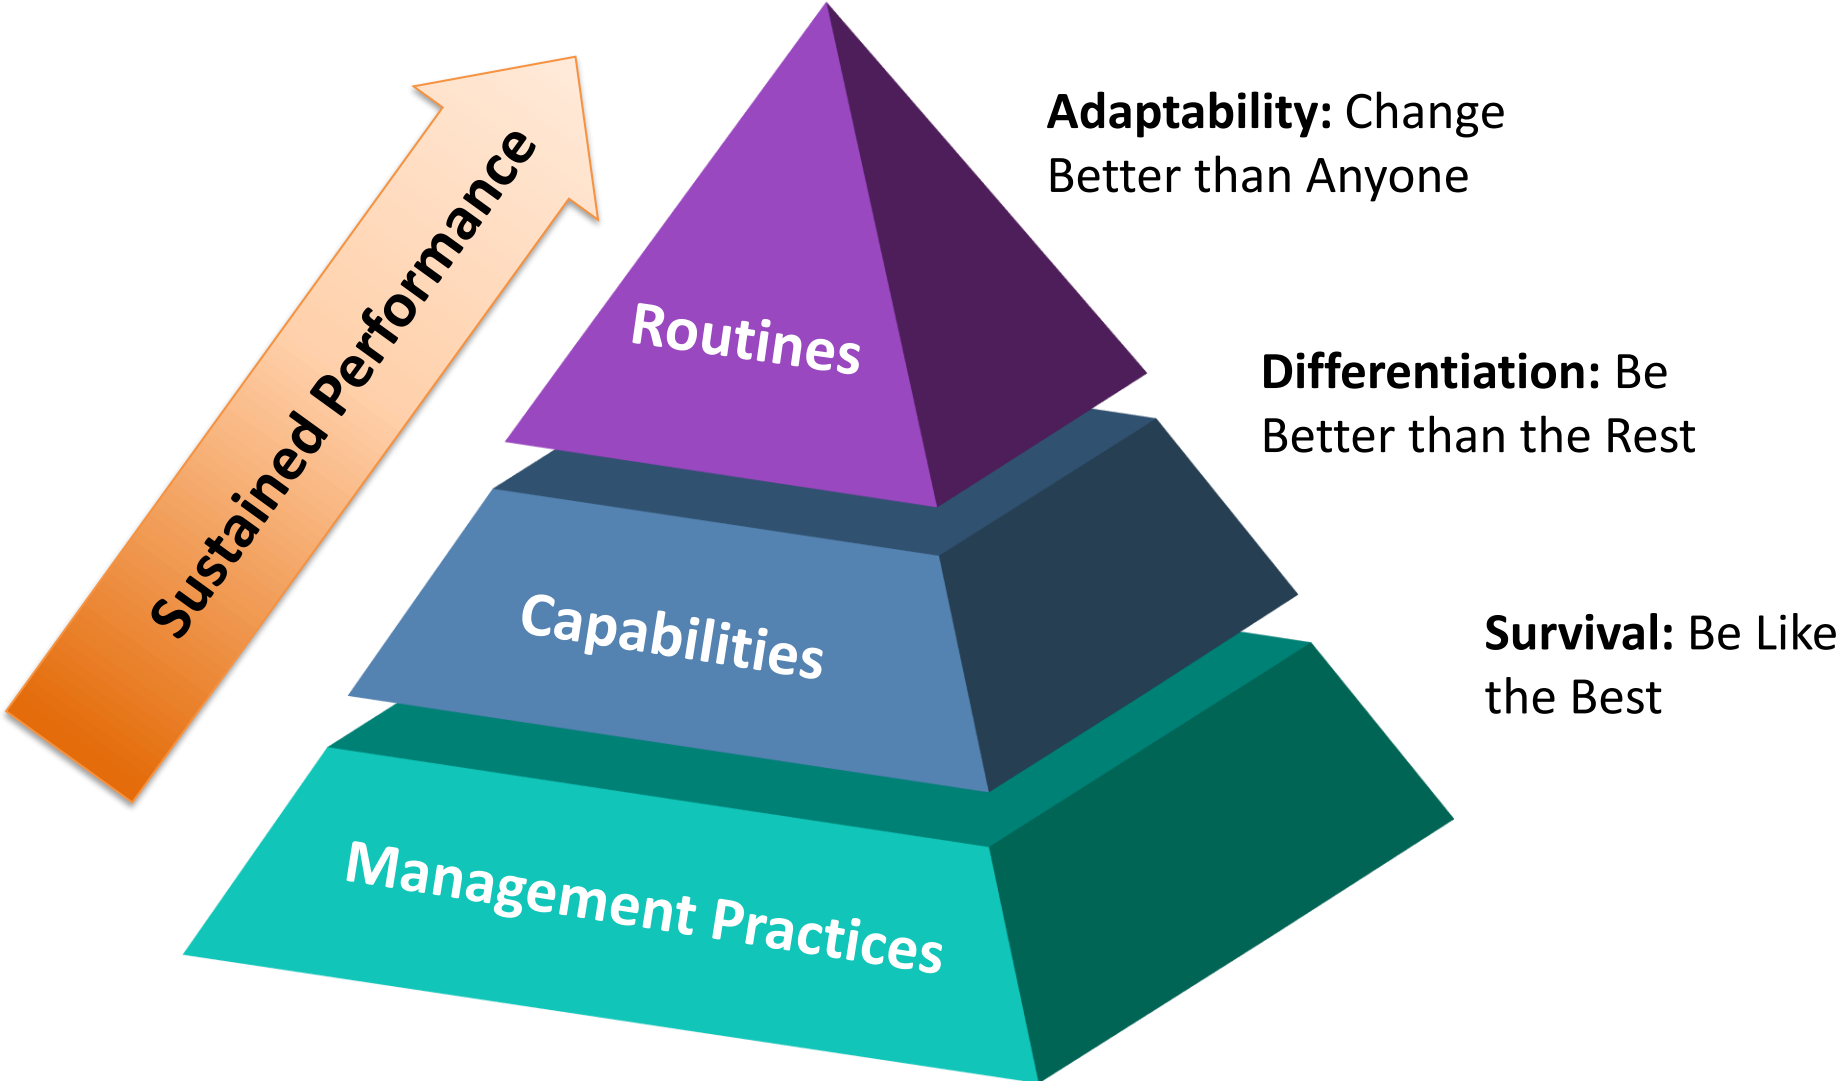 Sustained Performance
Adaptability: Change
Better than Anyone
Routines
Differentiation: Be
Better than the Rest
Capabilities
Survival: Be Like
the Best
Management Practices